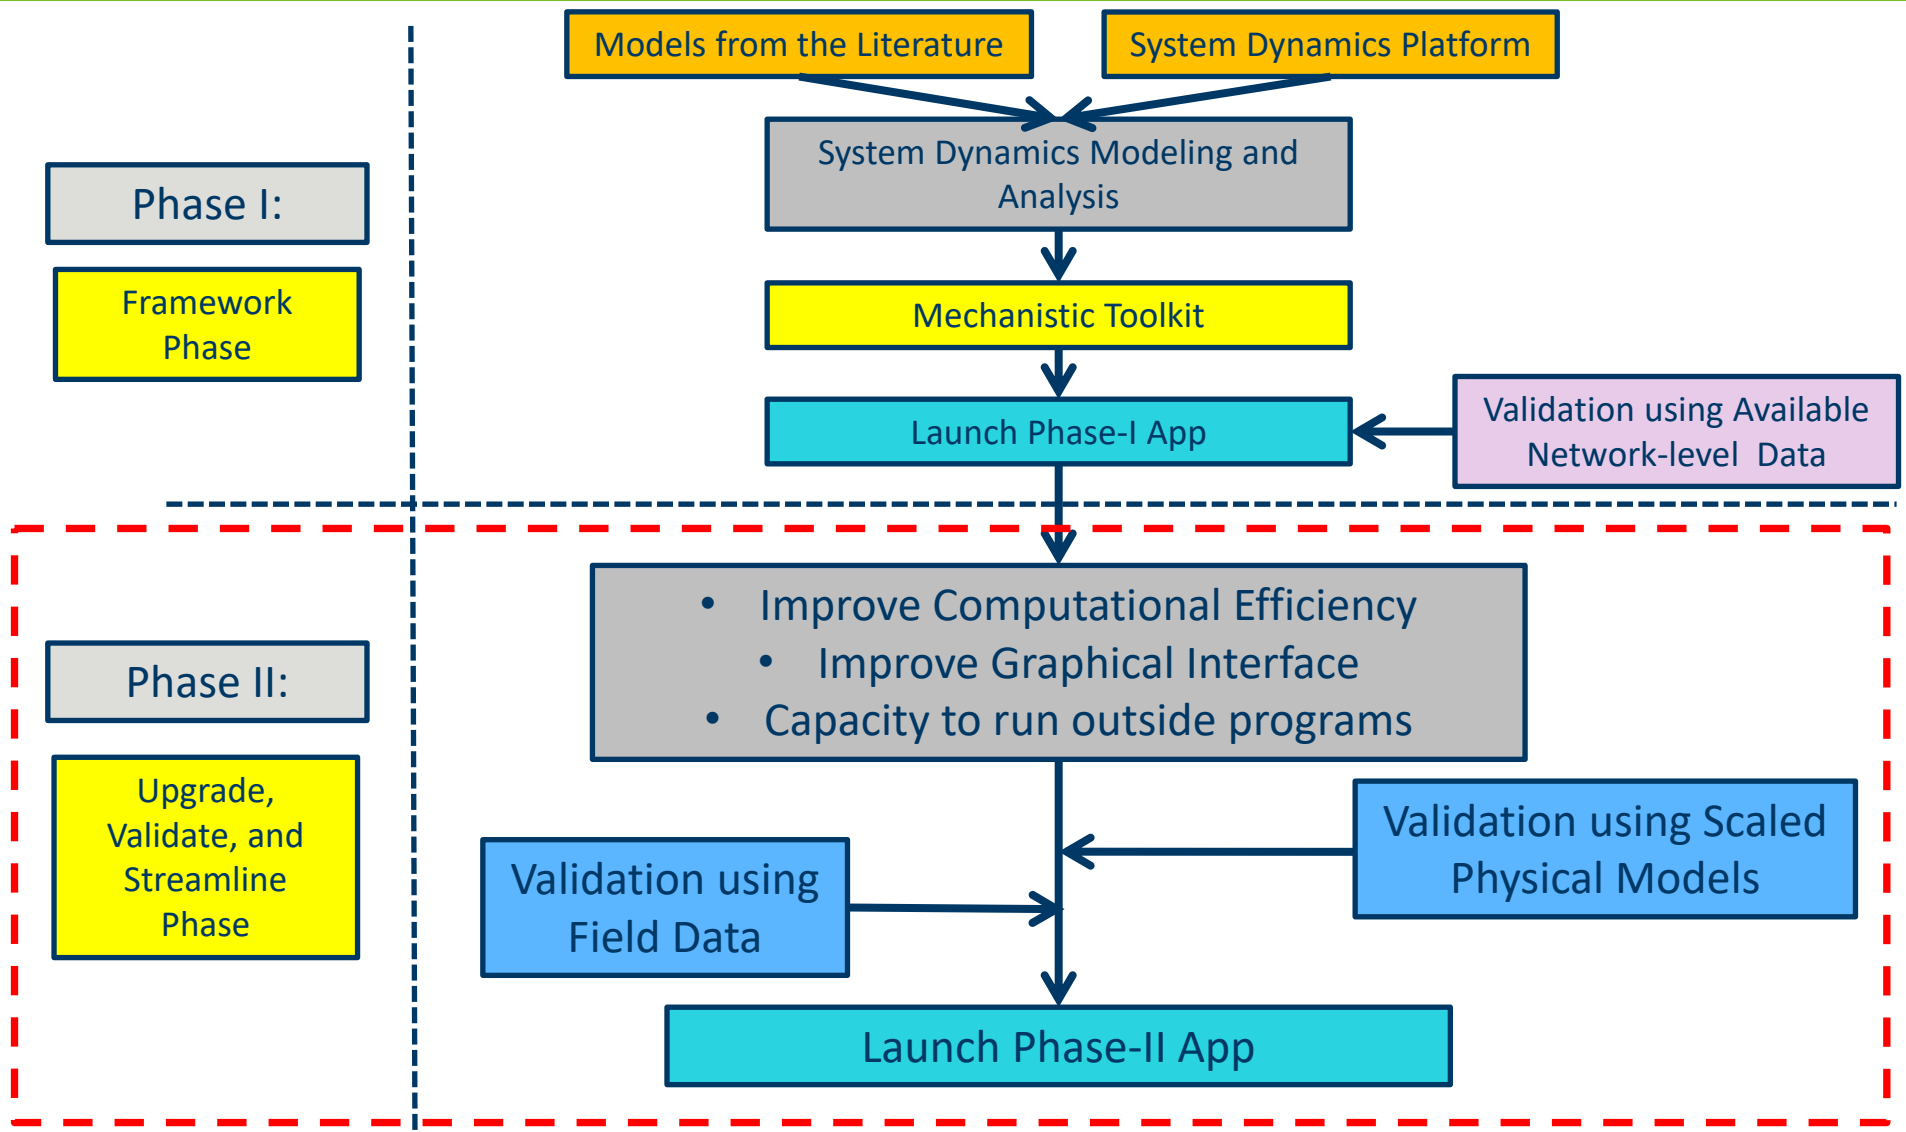 Models from the Literature
System Dynamics Platform
System Dynamics Modeling and
Analysis
Phase I:
Framework
Phase
Mechanistic Toolkit
Launch Phase-I App
Validation using Available
Network-level Data
• Improve Computational Efficiency
• Improve Graphical Interface
• Capacity to run outside programs
Phase II:
Upgrade,
Validate, and
Streamline
Phase
Validation using Scaled
Physical Models
Validation using
Field Data
Launch Phase-II App